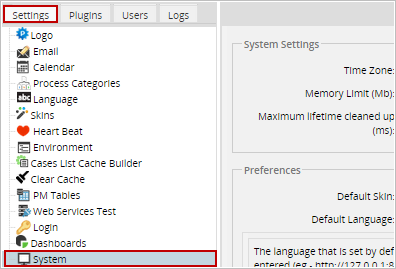 Settings Plugins Users Logs
Logo
Email
Calendar
Process Categories
abc
Language
Skins
Heart Beat
Environment
Cases List Cache Builder
Clear Cache
PM Tables
Web Services Test
Login
Dashboards
System
System Settings
Time Zone:
Memory Limit (Mb):
Maximum lifetime cleaned up
(ms):
Preferences
Default Skin:
Default Language:
The language that is set by def
entered (eg - http://127.0.0.1:8